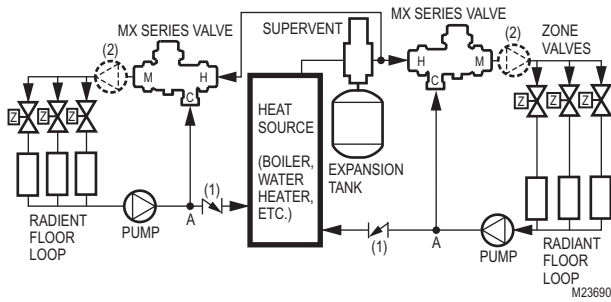 MX SERIES VALVE
SUPERVENT
MX SERIES VALVE
(2)
M
H
C
H
M
C
(2)
ZONE
VALVES
Z
Z
Z
Z
Z
Z
HEAT
SOURCE
(BOILER,
WATER
HEATER,
ETC.)
EXPANSION
TANK
RADIENT
FLOOR
LOOP
PUMP
A
(1)
(1)
A
PUMP
RADIANT
FLOOR
LOOP
M23690